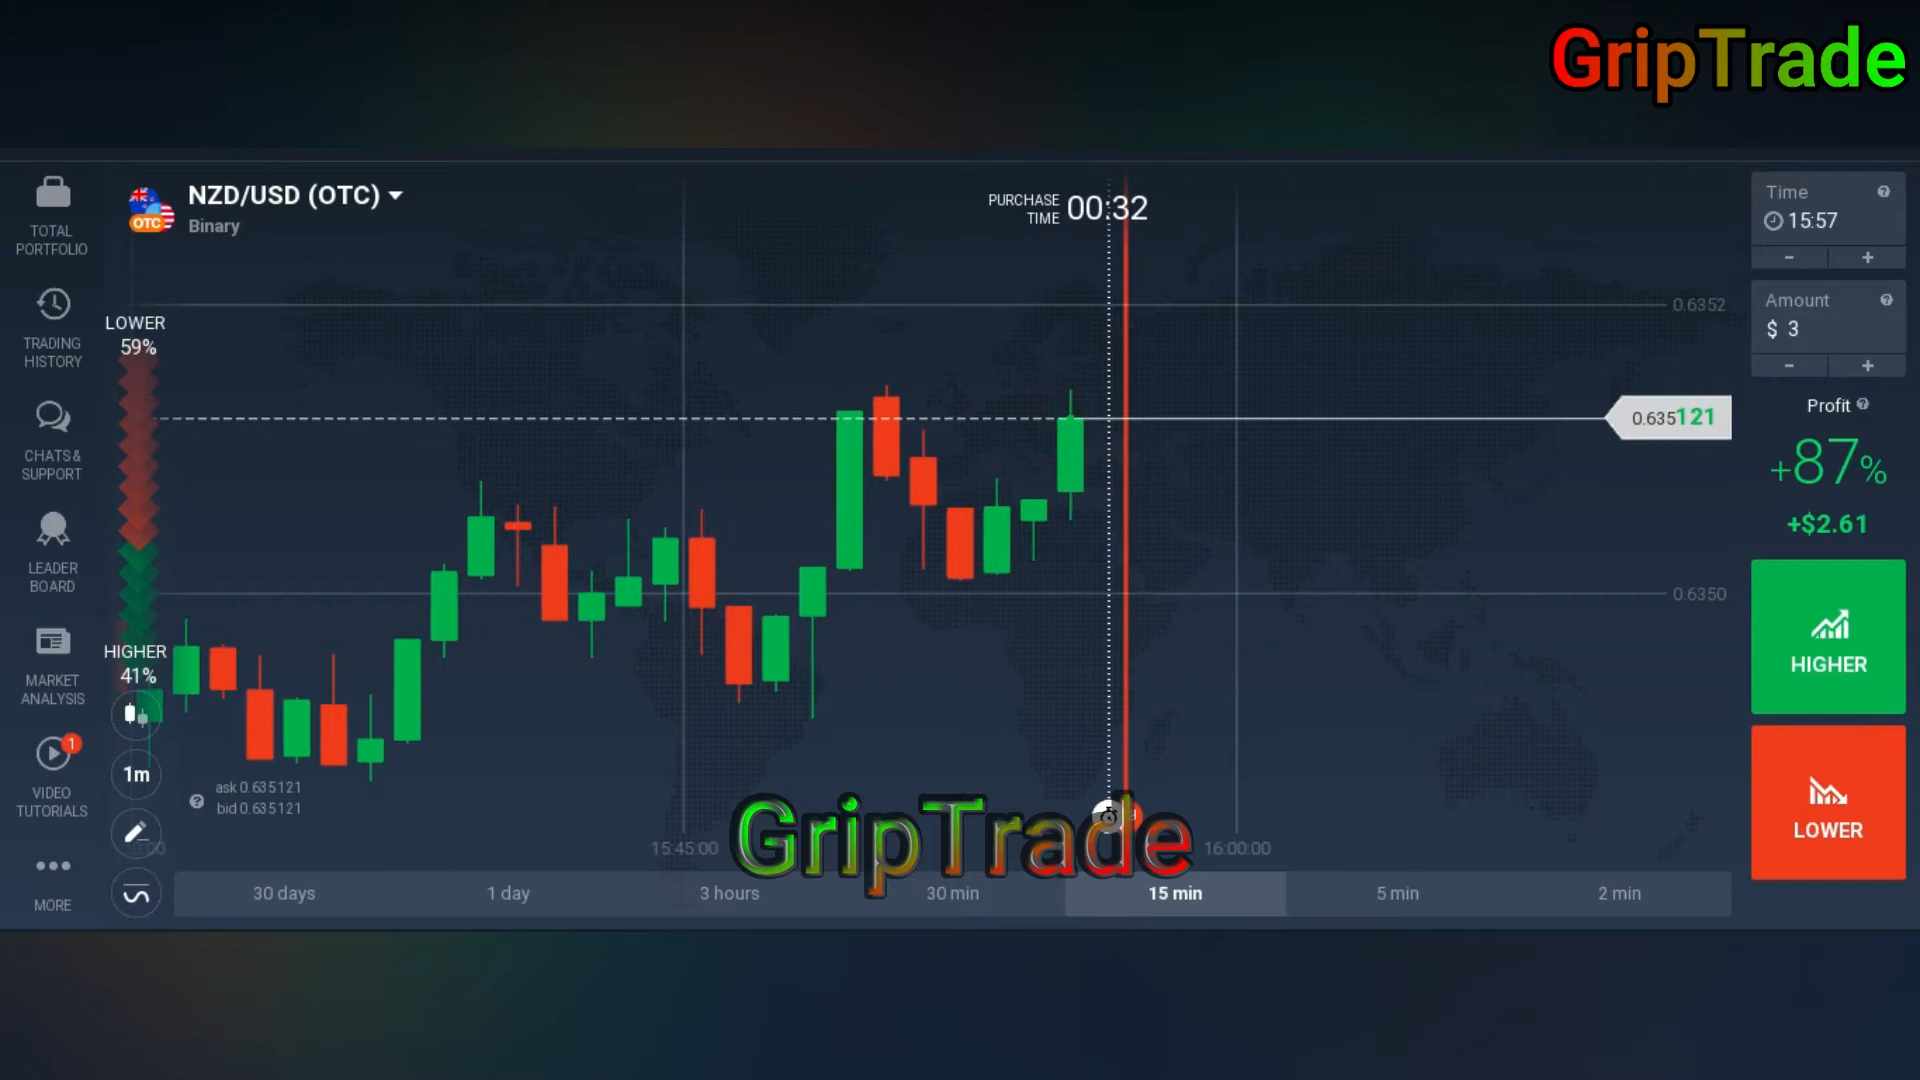 GripTrade
TOTAL
PORTFOLIO
TRADING
HISTORY
CHATS &
SUPPORT
LEADER
BOARD
MARKET
ANALYSIS
1
VIDEO
TUTORIALS
MORE
OTC
NZD/USD (OTC)
Binary
LOWER
59%
HIGHER
41%
1m
ask 0.635121
bid 0.635121
PURCHASE
TIME
00:32
0.6352
0.635121
0.6350
15:45:00
16:00:00
GripTrade
30 days
1 day
3 hours
30 min
15 min
5 min
2 min
Time
15:57
- +
Amount
$ 3
- +
Profit
+87%
+$2.61
HIGHER
LOWER